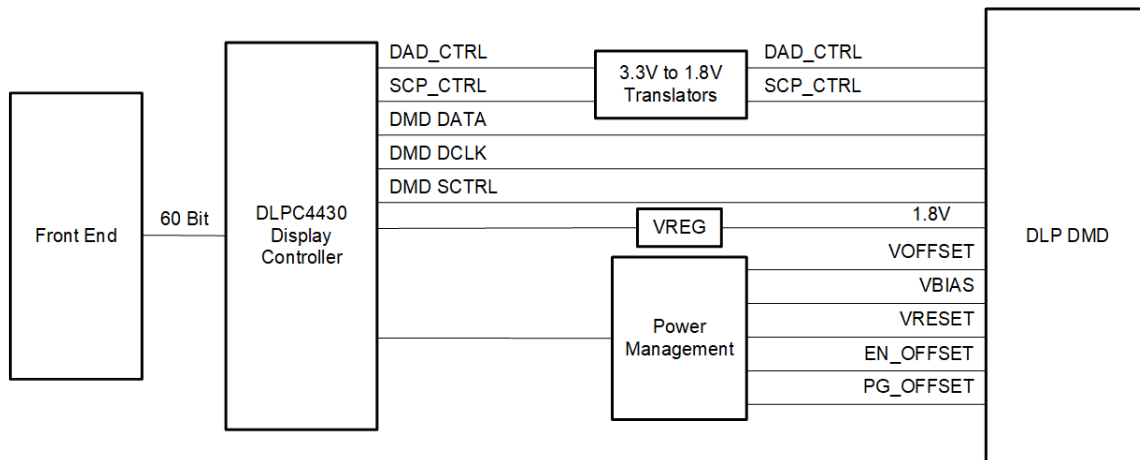 DAD_CTRL
SCP_CTRL
DMD DATA
DMD DCLK
DMD SCTRL
3.3V to 1.8V
Translators
DAD_CTRL
SCP_CTRL
Front End
60 Bit
DLPC4430
Display
Controller
VREG
1.8V
DLP DMD
Power
Management
VOFFSET
VBIAS
VRESET
EN_OFFSET
PG_OFFSET